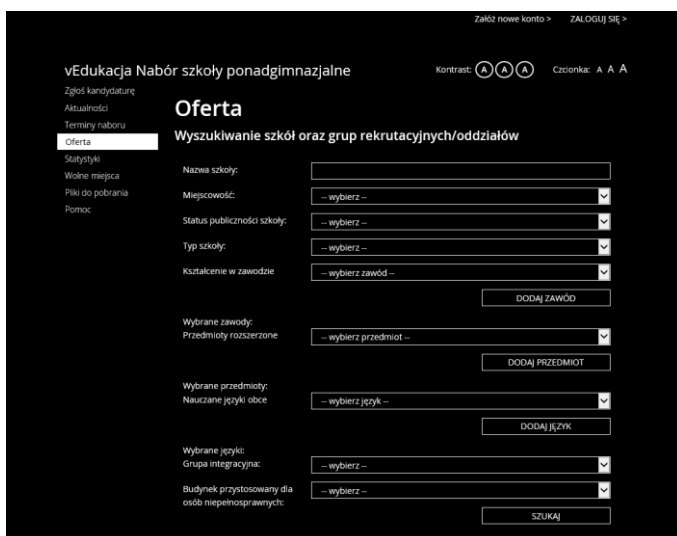 Załóż nowe konto > ZALOGUJ SIĘ >
vEdukacja Nabór szkoły ponadgimnazjalne
Kontrast: A A A Czcionka: A A A
Zgłoś kandydaturę
Aktualności
Terminy naboru
Oferta
Statystyki
Wolne miejsca
Pliki do pobrania
Pomoc
Oferta
Wyszukiwanie szkół oraz grup rekrutacyjnych/oddziałów
Nazwa szkoły:
Miejscowość: -- wybierz --
Status publiczności szkoły: -- wybierz --
Typ szkoły: -- wybierz --
Kształcenie w zawodzie -- wybierz zawód --
DODAJ ZAWÓD
Wybrane zawody:
Przedmioty rozszerzone -- wybierz przedmiot --
DODAJ PRZEDMIOT
Wybrane przedmioty:
Nauczane języki obce -- wybierz język --
DODAJ JĘZYK
Wybrane języki:
Grupa integracyjna: -- wybierz --
Budynek przystosowany dla -- wybierz --
osób niepełnosprawnych:
SZUKAJ